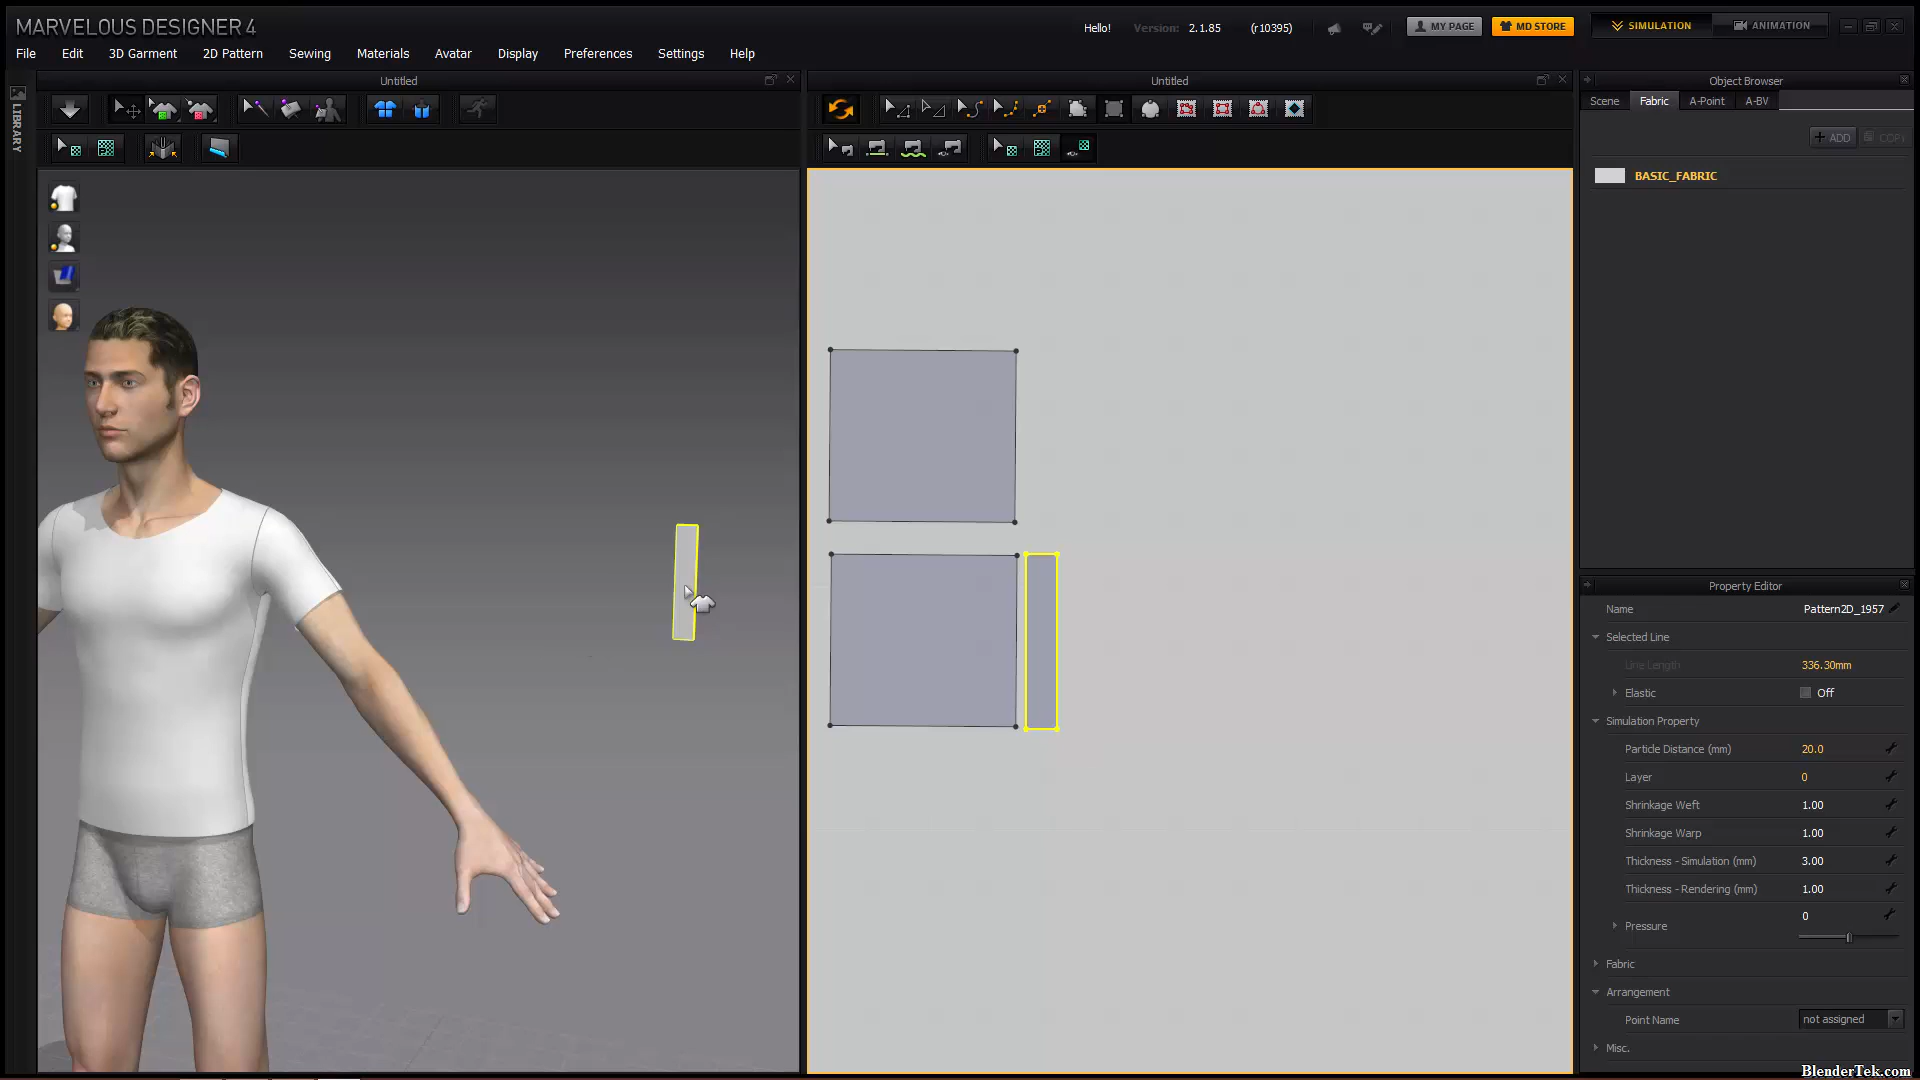 MARVELOUS DESIGNER 4
Hello!
Version: 2.1.85 (r10395)
MY PAGE
MD STORE
SIMULATION
ANIMATION
File Edit 3D Garment 2D Pattern Sewing Materials Avatar Display Preferences Settings Help
LIBRARY
Untitled
Untitled
Object Browser
Scene Fabric A-Point A-BV
+ ADD
COPY
BASIC_FABRIC
Property Editor
Name Pattern2D_1957
Selected Line
Line Length 336.30mm
Elastic Off
Simulation Property
Particle Distance (mm) 20.0
Layer 0
Shrinkage Weft 1.00
Shrinkage Warp 1.00
Thickness - Simulation (mm) 3.00
Thickness - Rendering (mm) 1.00
Pressure 0
Fabric
Arrangement
Point Name not assigned
Misc.
BlenderTek.com